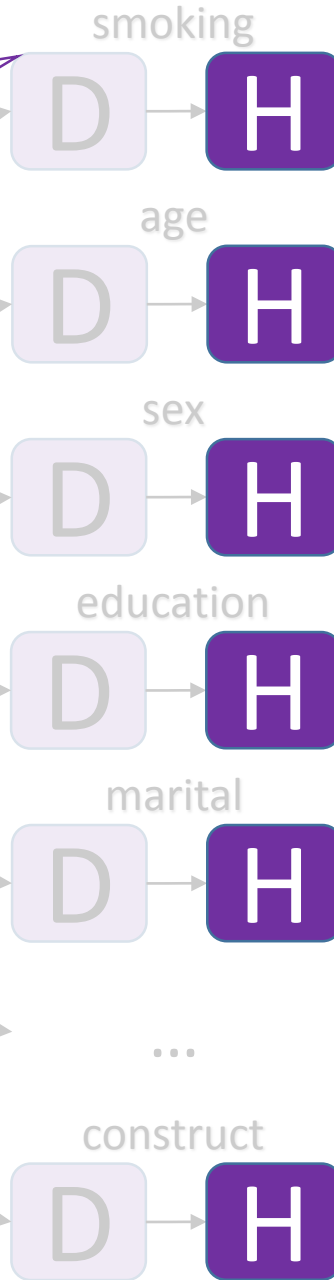 smoking
D H
age
D H
sex
D H
education
D H
marital
D H
...
construct
D H